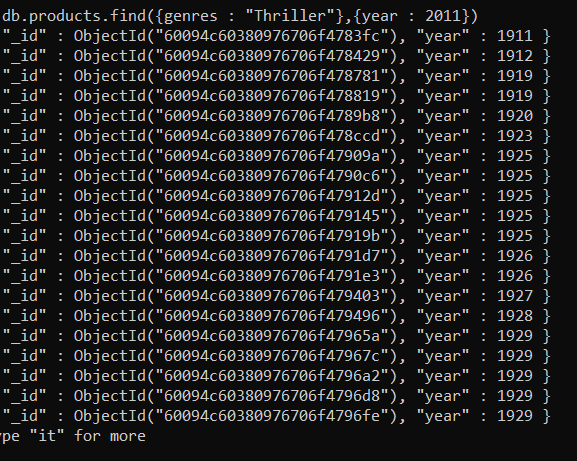 db.products.find({genres : "Thriller"},{year : 2011})
"_id" : ObjectId("60094c60380976706f4783fc"), "year" : 1911 }
"_id" : ObjectId("60094c60380976706f478429"), "year" : 1912 }
"_id" : ObjectId("60094c60380976706f478781"), "year" : 1919 }
"_id" : ObjectId("60094c60380976706f478819"), "year" : 1919 }
"_id" : ObjectId("60094c60380976706f4789b8"), "year" : 1920 }
"_id" : ObjectId("60094c60380976706f478ccd"), "year" : 1923 }
"_id" : ObjectId("60094c60380976706f47909a"), "year" : 1925 }
"_id" : ObjectId("60094c60380976706f4790c6"), "year" : 1925 }
"_id" : ObjectId("60094c60380976706f47912d"), "year" : 1925 }
"_id" : ObjectId("60094c60380976706f479145"), "year" : 1925 }
"_id" : ObjectId("60094c60380976706f47919b"), "year" : 1925 }
"_id" : ObjectId("60094c60380976706f4791d7"), "year" : 1926 }
"_id" : ObjectId("60094c60380976706f4791e3"), "year" : 1926 }
"_id" : ObjectId("60094c60380976706f479403"), "year" : 1927 }
"_id" : ObjectId("60094c60380976706f479496"), "year" : 1928 }
"_id" : ObjectId("60094c60380976706f47965a"), "year" : 1929 }
"_id" : ObjectId("60094c60380976706f47967c"), "year" : 1929 }
"_id" : ObjectId("60094c60380976706f4796a2"), "year" : 1929 }
"_id" : ObjectId("60094c60380976706f4796d8"), "year" : 1929 }
"_id" : ObjectId("60094c60380976706f4796fe"), "year" : 1929 }
ype "it" for more